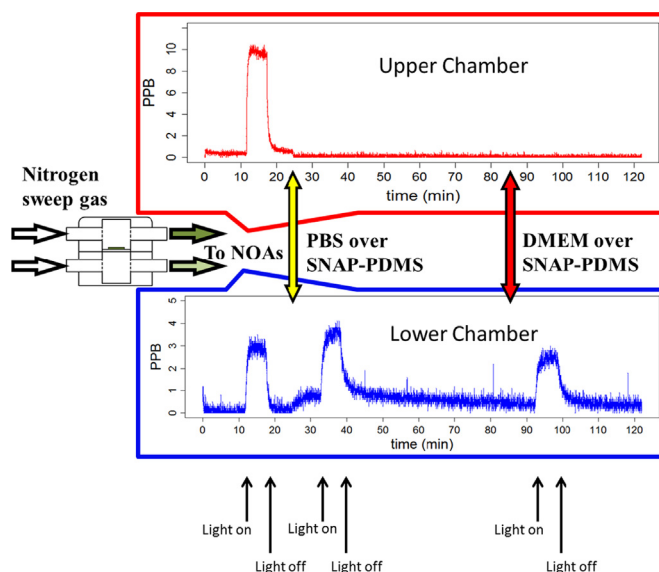 Upper Chamber
PPB
10
8
6
4
2
0
0 10 20 30 40 50 60 70 80 90 100 110 120
time (min)
Nitrogen
sweep gas
To NOAs
PBS over
SNAP-PDMS
DMEM over
SNAP-PDMS
Lower Chamber
PPB
5
4
3
2
1
0
0 10 20 30 40 50 60 70 80 90 100 110 120
time (min)
Light on
Light off
Light on
Light off
Light on
Light off